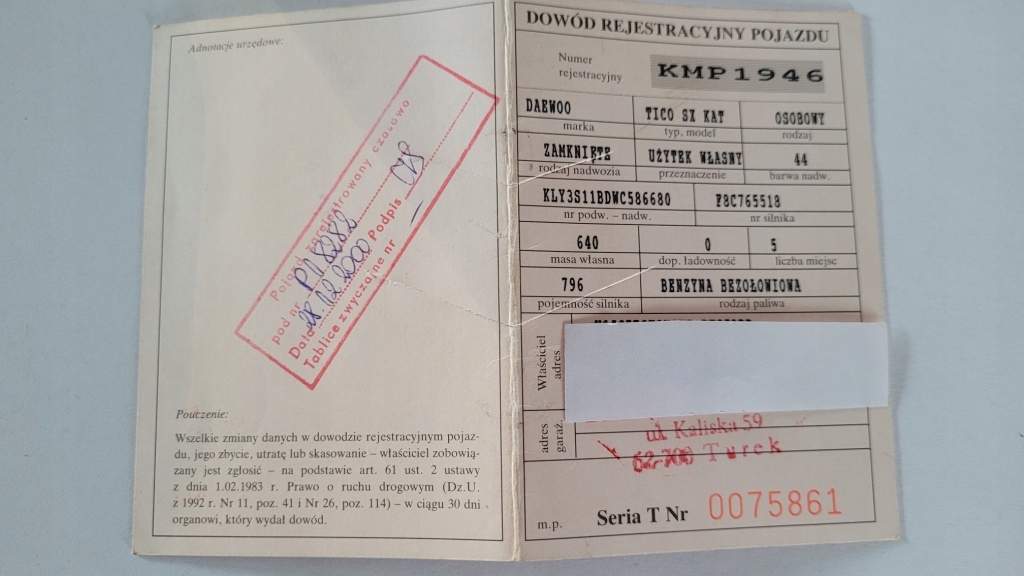 Adnotacje urzędowe:
Pojazd zarejestrowany czasowo
pod nr PN 8282
Data 28.02.2000 Podpis
Tablice zwyczajne nr
Pouczenie:
Wszelkie zmiany danych w dowodzie rejestracyjnym pojaz-
du, jego zbycie, utratę lub skasowanie – właściciel zobowią-
zany jest zgłosić – na podstawie art. 61 ust. 2 ustawy
z dnia 1.02.1983 r. Prawo o ruchu drogowym (Dz.U.
z 1992 r. Nr 11, poz. 41 i Nr 26, poz. 114) – w ciągu 30 dni
organowi, który wydał dowód.
DOWÓD REJESTRACYJNY POJAZDU
Numer
rejestracyjny
KMP1946
DAEWOO TICO SX KAT OSOBOWY
marka typ, model rodzaj
ZAMKNIĘTE UŻYTEK WŁASNY 44
rodzaj nadwozia przeznaczenie barwa nadw.
KLY3S11BDWC586680 F8C765518
nr podw. – nadw. nr silnika
640 0 5
masa własna dop. ładowność liczba miejsc
796 BENZYNA BEZOŁOWIOWA
pojemność silnika rodzaj paliwa
Właściciel
adres
adres
garaż.
ul. Kaliska 59
62-700 Turek
m.p. Seria T Nr 0075861